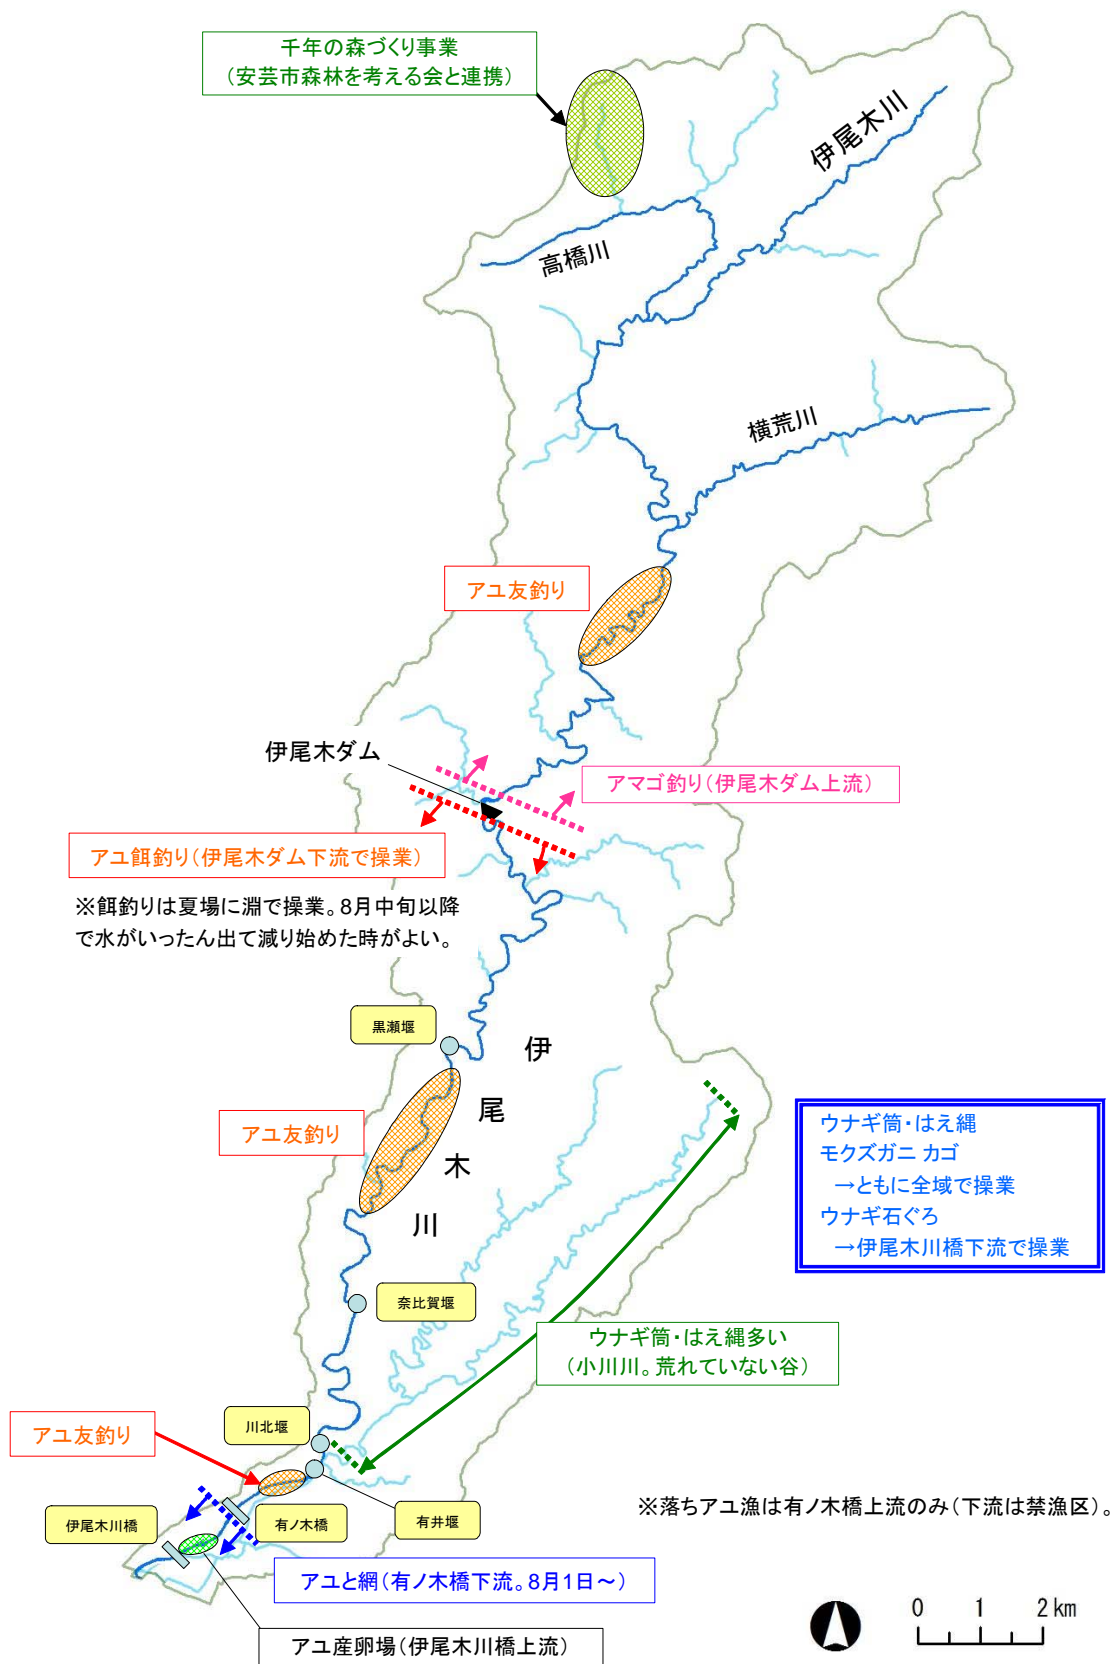 千年の森づくり事業
（安芸市森林を考える会と連携）
伊尾木川
高橋川
横荒川
アユ友釣り
伊尾木ダム
アマゴ釣り（伊尾木ダム上流）
アユ餌釣り（伊尾木ダム下流で操業）
※餌釣りは夏場に淵で操業。8月中旬以降
で水がいったん出て減り始めた時がよい。
黒瀬堰
伊
尾
木
川
アユ友釣り
ウナギ筒・はえ縄
モクズガニ カゴ
→ともに全域で操業
ウナギ石ぐろ
→伊尾木川橋下流で操業
奈比賀堰
ウナギ筒・はえ縄多い
（小川川。荒れていない谷）
川北堰
アユ友釣り
有井堰
※落ちアユ漁は有ノ木橋上流のみ（下流は禁漁区）。
伊尾木川橋
有ノ木橋
アユと網（有ノ木橋下流。8月1日～）
アユ産卵場（伊尾木川橋上流）
0 1 2 km